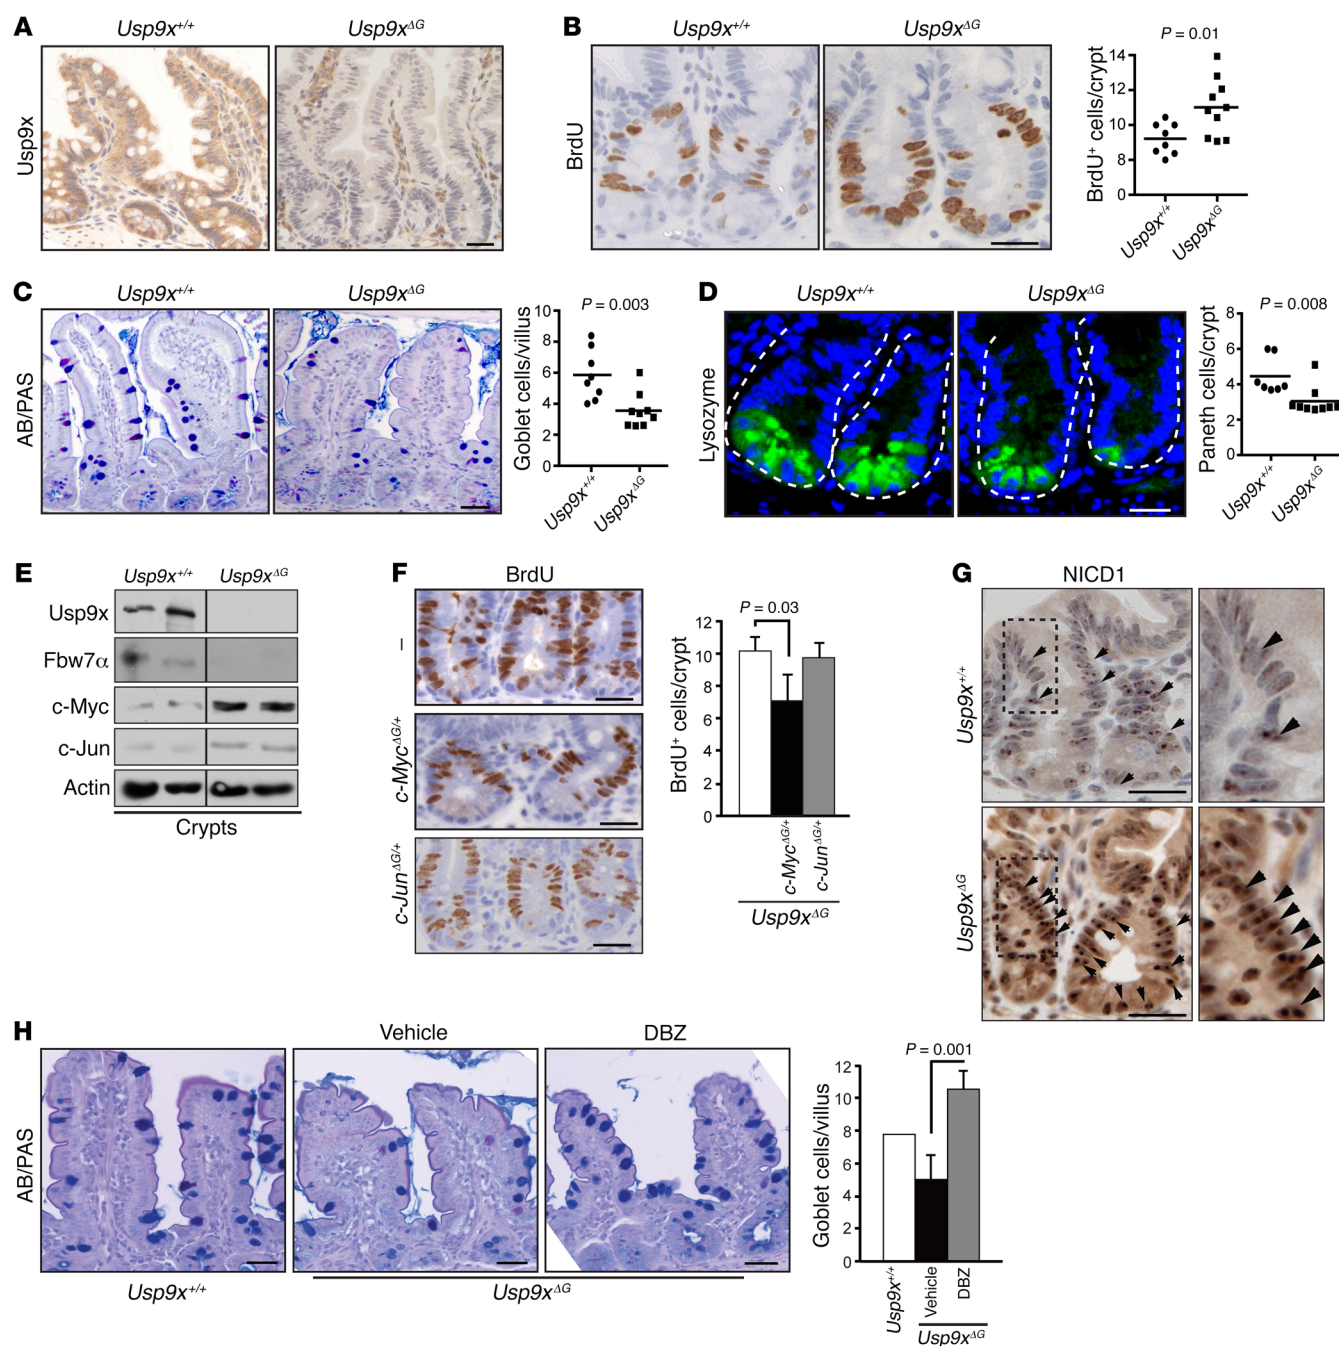 A
Usp9x+/+
Usp9xΔG
Usp9x
B
Usp9x+/+
Usp9xΔG
BrdU
P = 0.01
BrdU+ cells/crypt
14
12
10
8
0
Usp9x+/+
Usp9xΔG
C
Usp9x+/+
Usp9xΔG
AB/PAS
P = 0.003
Goblet cells/villus
10
8
6
4
2
0
Usp9x+/+
Usp9xΔG
D
Usp9x+/+
Usp9xΔG
Lysozyme
P = 0.008
Paneth cells/crypt
8
6
4
2
0
Usp9x+/+
Usp9xΔG
E
Usp9x+/+
Usp9xΔG
Usp9x
Fbw7α
c-Myc
c-Jun
Actin
Crypts
F
BrdU
–
c-MycΔG/+
c-JunΔG/+
P = 0.03
BrdU+ cells/crypt
12
10
8
6
4
2
0
c-MycΔG/+
c-JunΔG/+
Usp9xΔG
G
NICD1
Usp9x+/+
Usp9xΔG
H
Vehicle
DBZ
AB/PAS
Usp9x+/+
Usp9xΔG
P = 0.001
Goblet cells/villus
12
10
8
6
4
2
0
Usp9x+/+
Vehicle
DBZ
Usp9xΔG